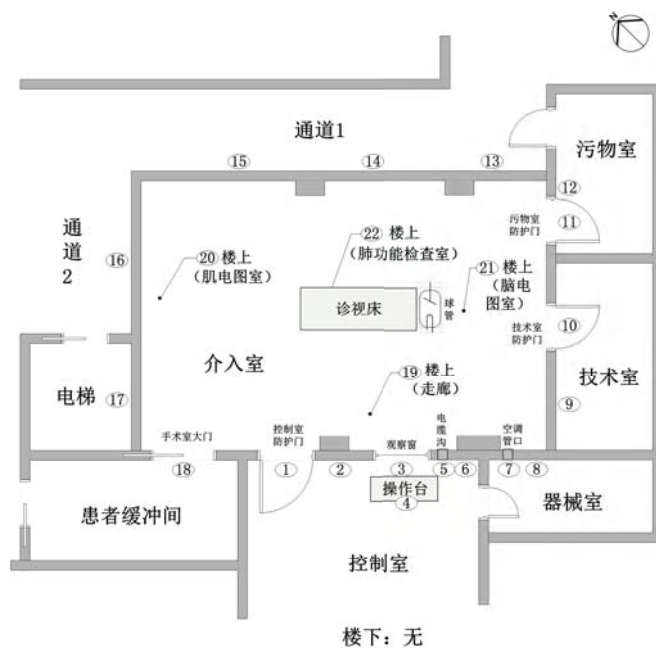 N
通道1
⑮
⑭
⑬
污物室
⑫
污物室
防护门
⑪
通道2
⑯
⑳ 楼上
（肌电图室）
㉒ 楼上
（肺功能检查室）
㉑ 楼上
（脑电
图室）
诊视床
球管
技术室
防护门
⑩
介入室
⑲ 楼上
（走廊）
技术室
电梯
⑰
⑨
手术室大门
控制室
防护门
观察窗
电缆沟
空调
管口
⑱
①
②
③
⑤
⑥
⑦
⑧
操作台
④
患者缓冲间
器械室
控制室
楼下：无